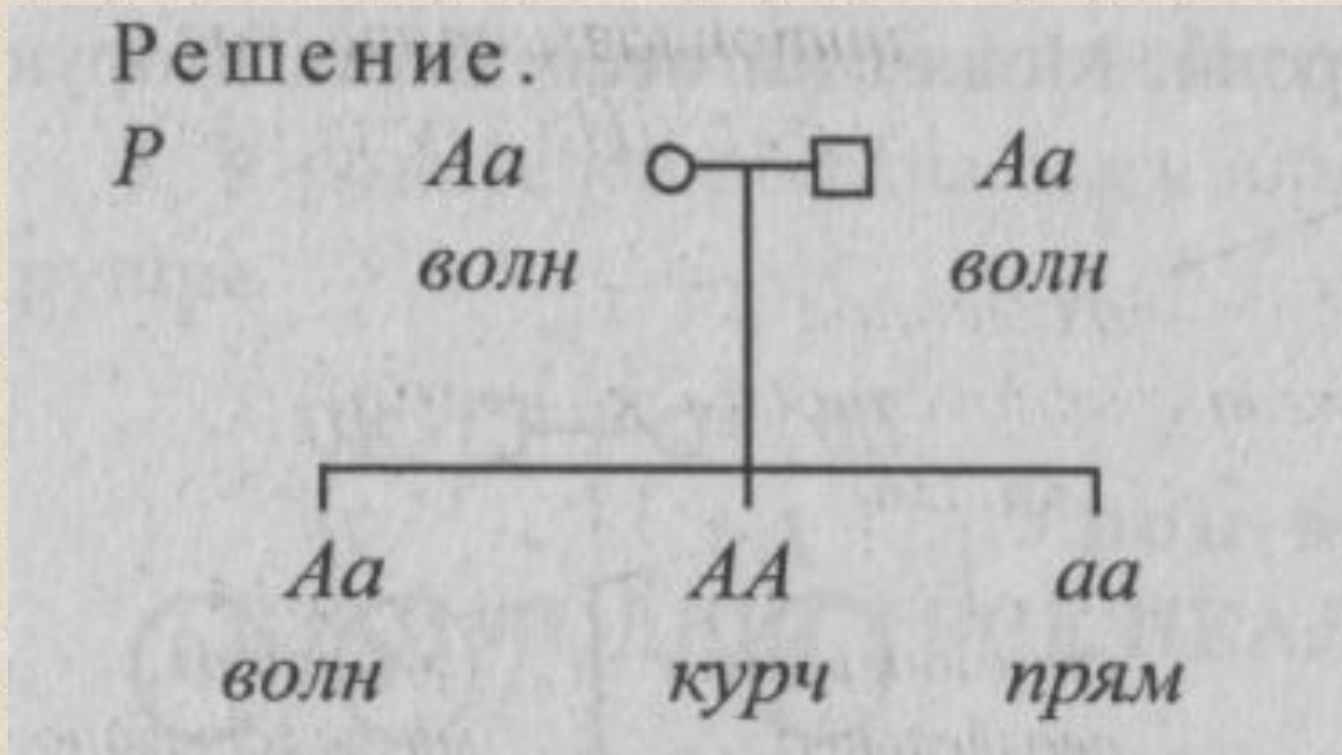 Решение.
P Aa Aa
волн волн
Aa AA aa
волн курч прям